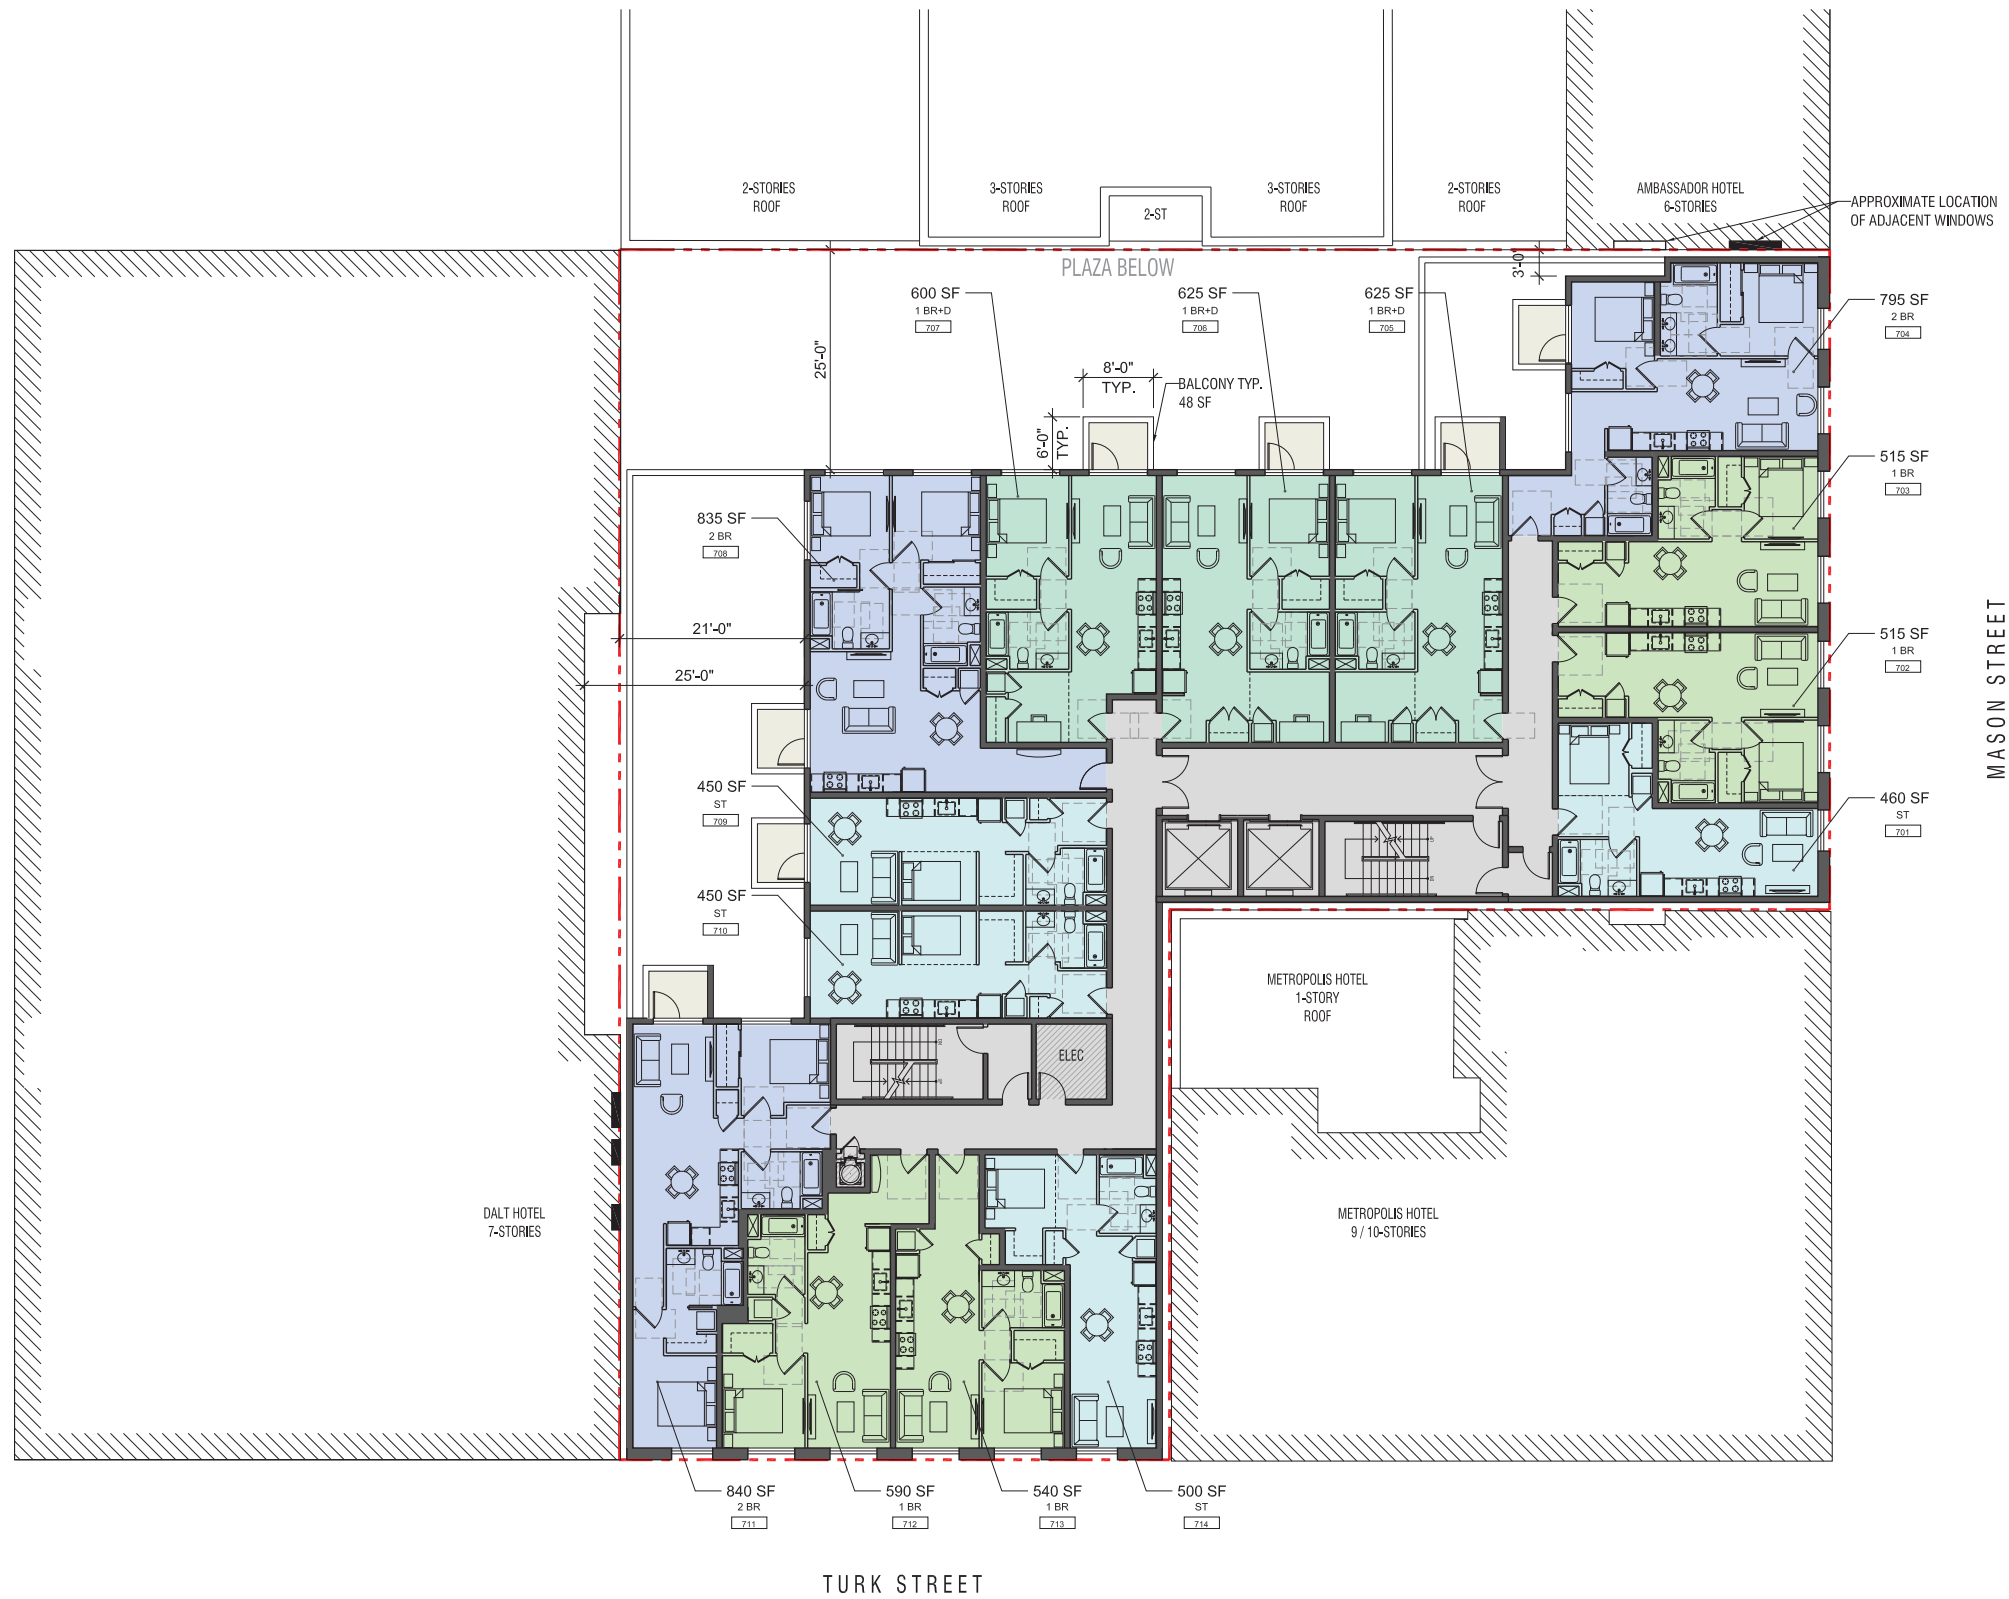 2-STORIES
ROOF
3-STORIES
ROOF
2-ST
3-STORIES
ROOF
2-STORIES
ROOF
AMBASSADOR HOTEL
6-STORIES
APPROXIMATE LOCATION
OF ADJACENT WINDOWS
PLAZA BELOW
3'-0"
25'-0"
600 SF
1 BR+D
707
625 SF
1 BR+D
706
625 SF
1 BR+D
705
795 SF
2 BR
704
8'-0"
TYP.
BALCONY TYP.
48 SF
6'-0"
TYP.
515 SF
1 BR
703
835 SF
2 BR
708
21'-0"
25'-0"
515 SF
1 BR
702
MASON STREET
450 SF
ST
709
460 SF
ST
701
450 SF
ST
710
METROPOLIS HOTEL
1-STORY
ROOF
ELEC
DALT HOTEL
7-STORIES
METROPOLIS HOTEL
9 / 10-STORIES
840 SF
2 BR
711
590 SF
1 BR
712
540 SF
1 BR
713
500 SF
ST
714
TURK STREET